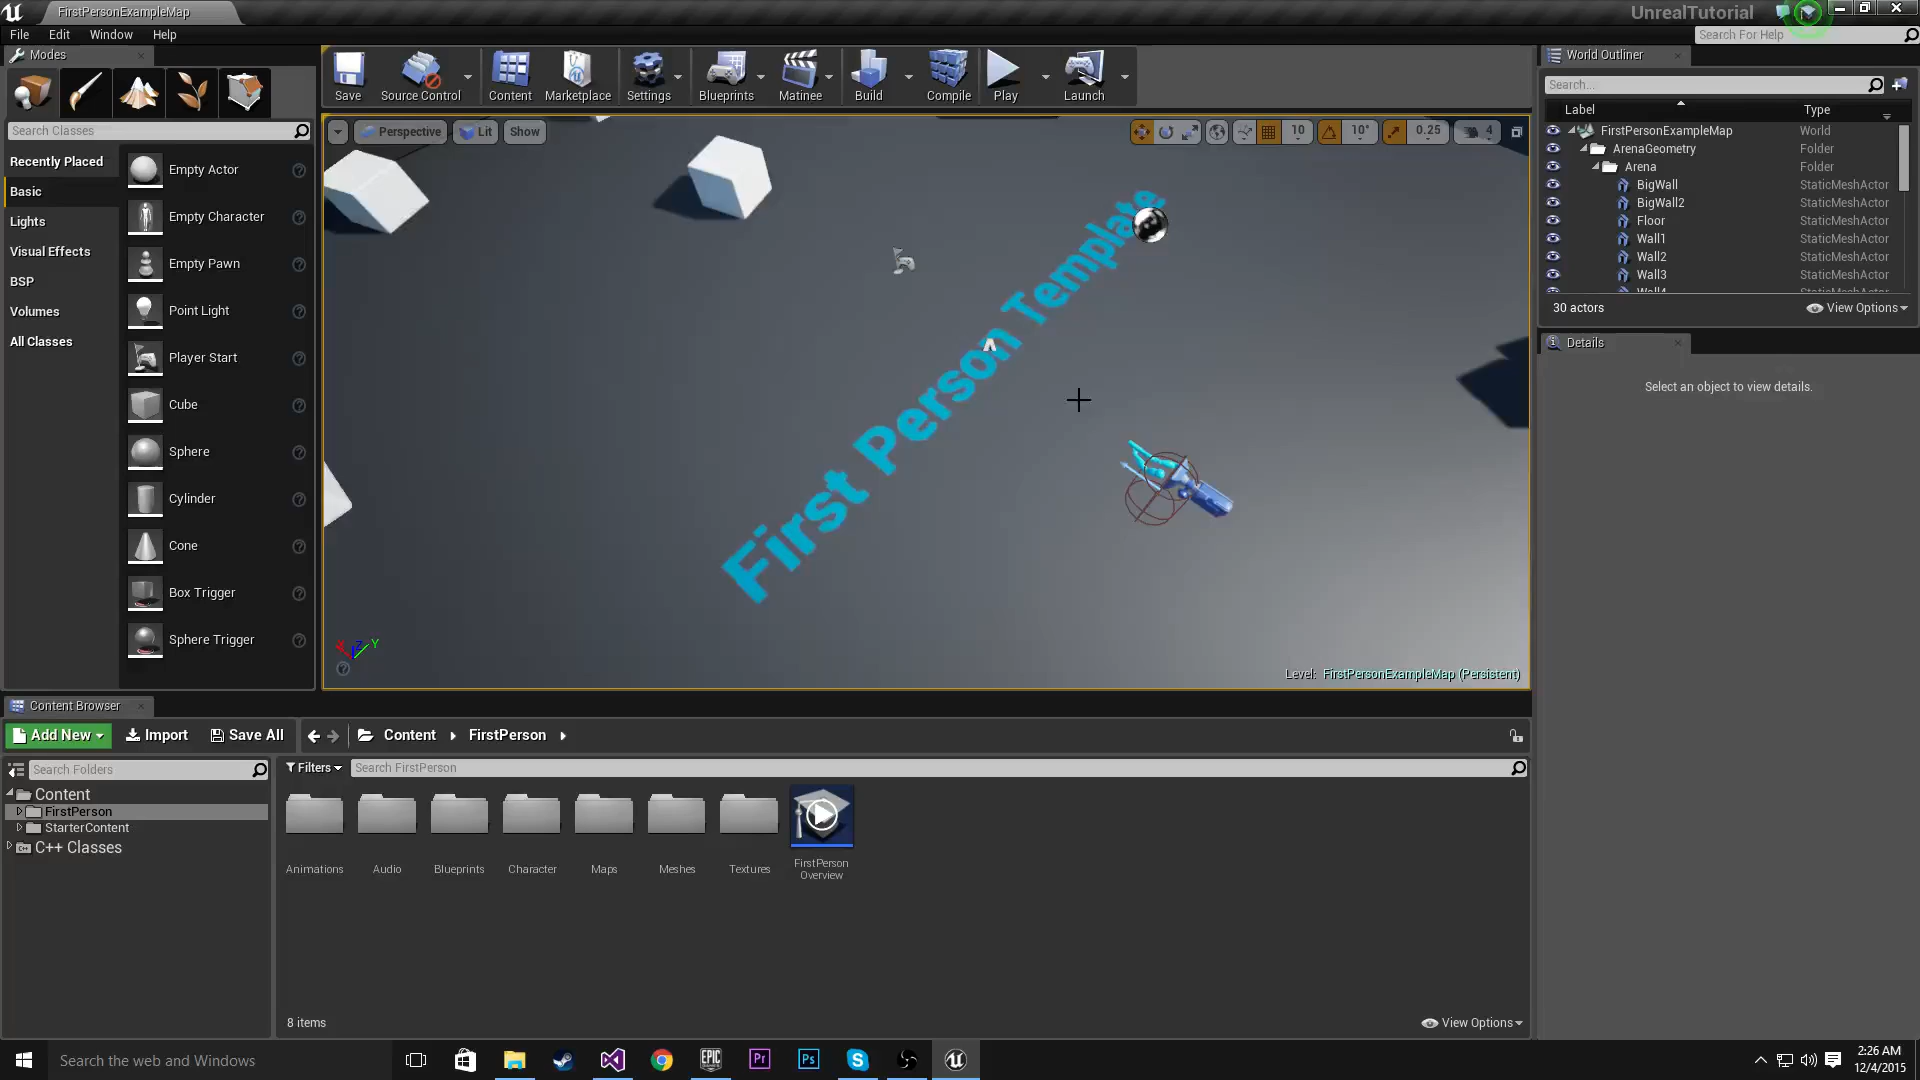 FirstPersonExampleMap
UnrealTutorial
File Edit Window Help
Search For Help
Modes
Save
Source Control
Content
Marketplace
Settings
Blueprints
Matinee
Build
Compile
Play
Launch
World Outliner
Search...
Label Type
FirstPersonExampleMap World
ArenaGeometry Folder
Arena Folder
BigWall StaticMeshActor
BigWall2 StaticMeshActor
Floor StaticMeshActor
Wall1 StaticMeshActor
Wall2 StaticMeshActor
Wall3 StaticMeshActor
Wall4 StaticMeshActor
30 actors
View Options
Details
Select an object to view details.
Search Classes
Recently Placed
Basic
Lights
Visual Effects
BSP
Volumes
All Classes
Empty Actor
Empty Character
Empty Pawn
Point Light
Player Start
Cube
Sphere
Cylinder
Cone
Box Trigger
Sphere Trigger
Perspective Lit Show
10 10° 0.25 4
First Person Template
X Z Y
Level: FirstPersonExampleMap (Persistent)
Content Browser
Add New Import Save All Content FirstPerson
Search Folders
Filters Search FirstPerson
Content
FirstPerson
StarterContent
C++ Classes
Animations
Audio
Blueprints
Character
Maps
Meshes
Textures
FirstPerson
Overview
8 items
View Options
Search the web and Windows
EPIC
Pr
Ps
2:26 AM
12/4/2015